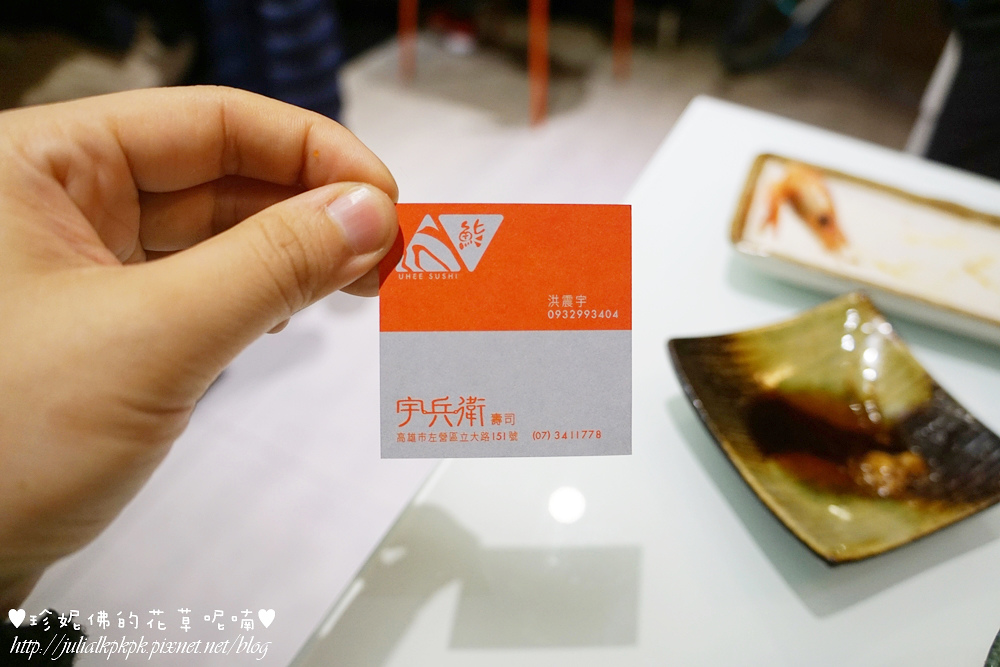 鮨
UHEE SUSHI
洪震宇
0932993404
宇兵衛 壽司
高雄市左營區立大路151號 (07) 3411778
♥珍妮佛的花草呢喃♥
http://julialkpkpk.pixnet.net/blog